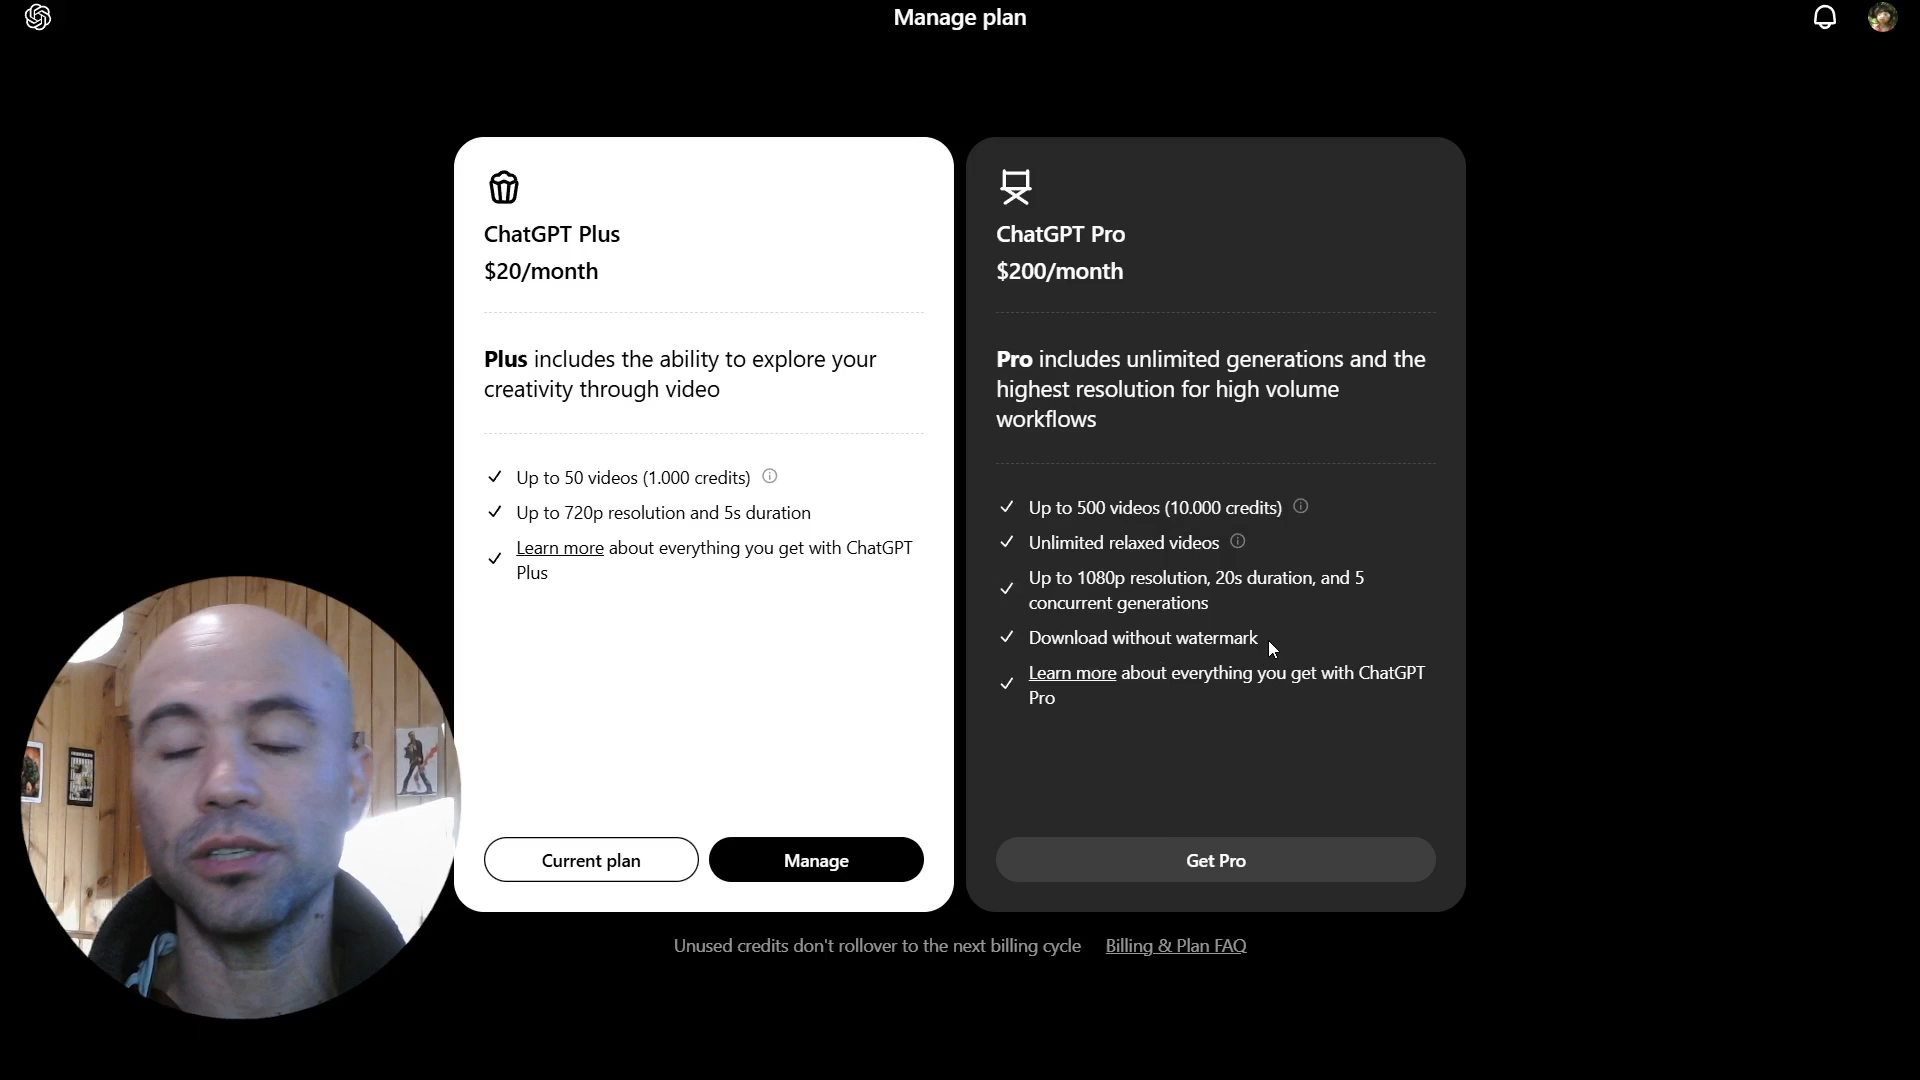 Manage plan
ChatGPT Plus
$20/month
Plus includes the ability to explore your
creativity through video
Up to 50 videos (1.000 credits)
Up to 720p resolution and 5s duration
Learn more about everything you get with ChatGPT
Plus
Current plan
Manage
ChatGPT Pro
$200/month
Pro includes unlimited generations and the
highest resolution for high volume
workflows
Up to 500 videos (10.000 credits)
Unlimited relaxed videos
Up to 1080p resolution, 20s duration, and 5
concurrent generations
Download without watermark
Learn more about everything you get with ChatGPT
Pro
Get Pro
Unused credits don't rollover to the next billing cycle
Billing & Plan FAQ